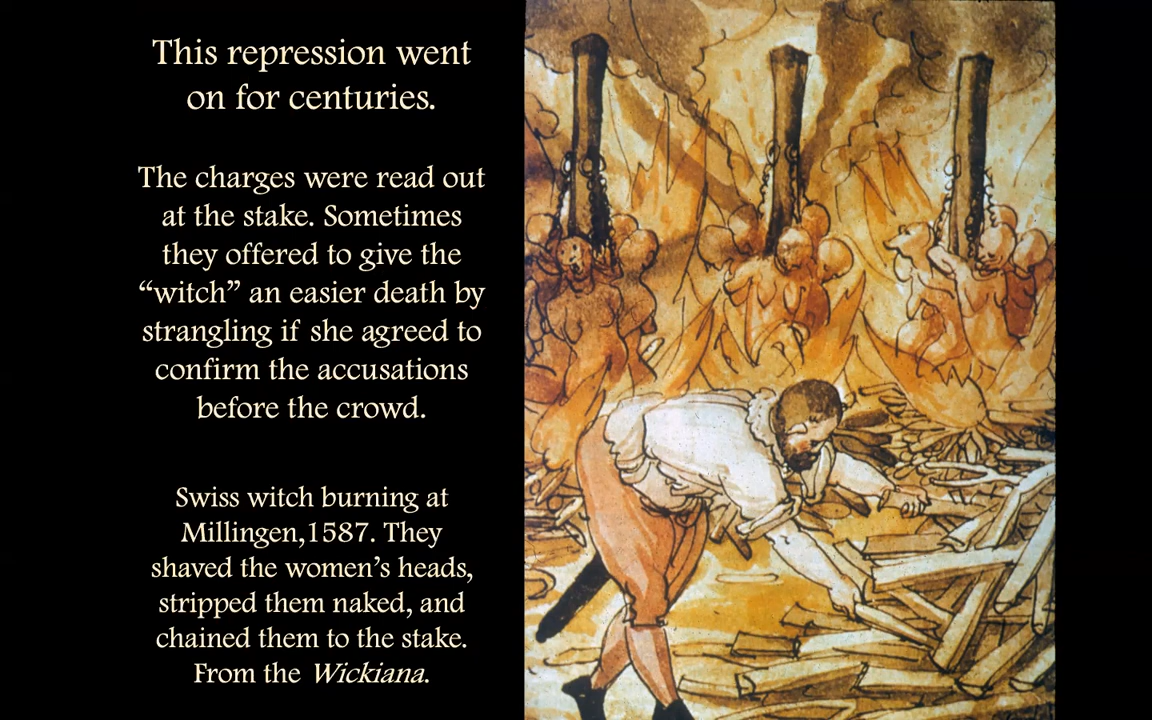 This repression went
on for centuries.
The charges were read out
at the stake. Sometimes
they offered to give the
“witch” an easier death by
strangling if she agreed to
confirm the accusations
before the crowd.
Swiss witch burning at
Millingen,1587. They
shaved the women’s heads,
stripped them naked, and
chained them to the stake.
From the Wickiana.